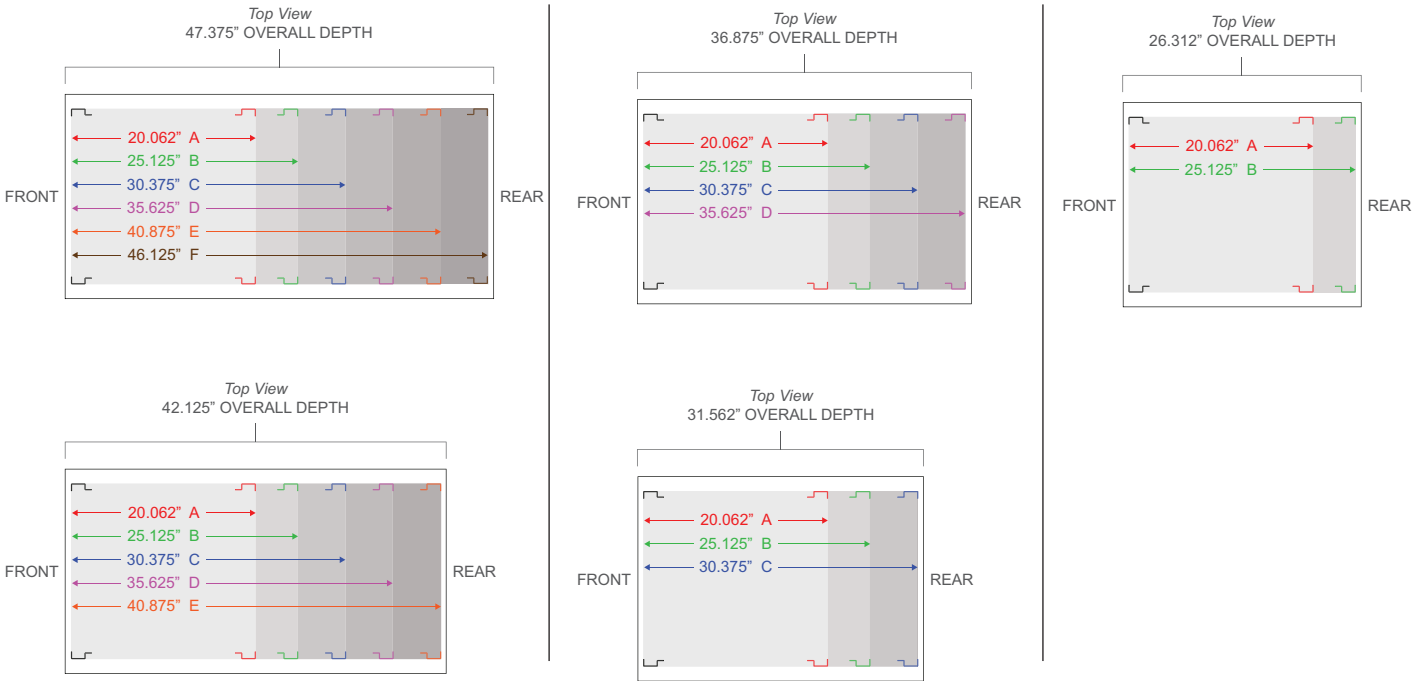 Top View
47.375” OVERALL DEPTH
FRONT
20.062” A
25.125” B
30.375” C
35.625” D
40.875” E
46.125” F
REAR
Top View
42.125” OVERALL DEPTH
FRONT
20.062” A
25.125” B
30.375” C
35.625” D
40.875” E
REAR
Top View
36.875” OVERALL DEPTH
FRONT
20.062” A
25.125” B
30.375” C
35.625” D
REAR
Top View
31.562” OVERALL DEPTH
FRONT
20.062” A
25.125” B
30.375” C
REAR
Top View
26.312” OVERALL DEPTH
FRONT
20.062” A
25.125” B
REAR